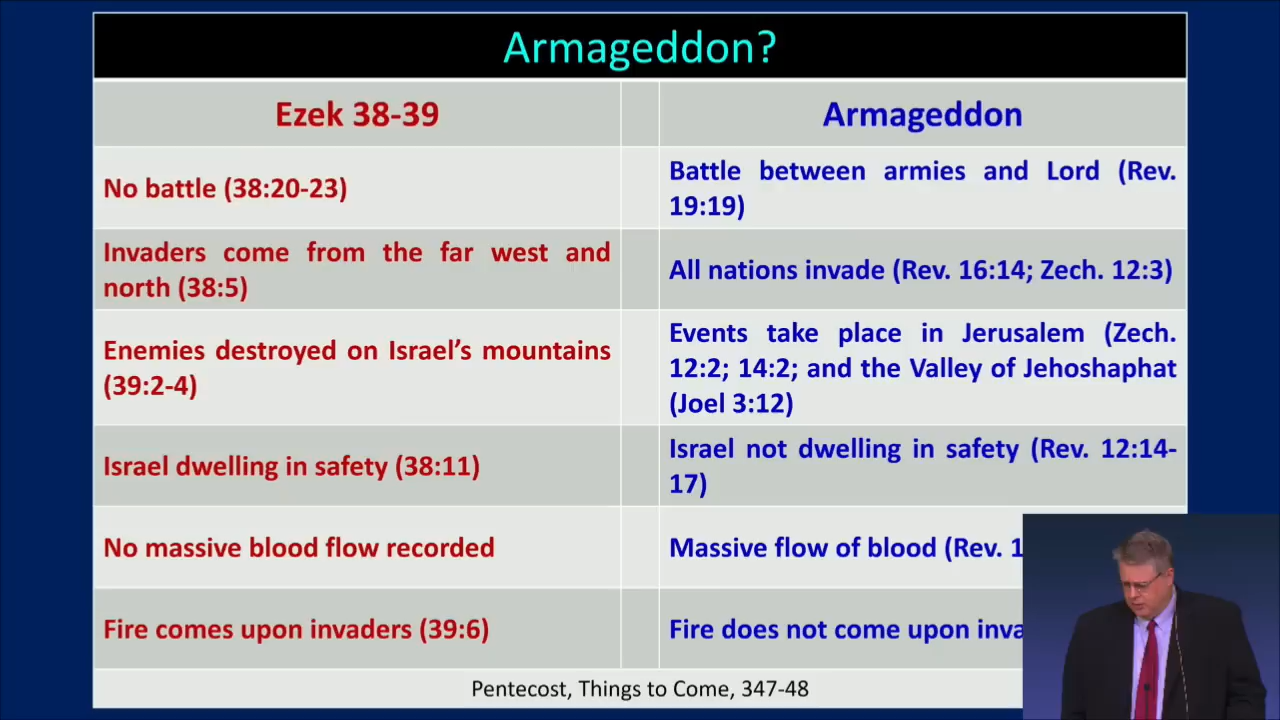 Armageddon?
Ezek 38-39
Armageddon
No battle (38:20-23)
Battle between armies and Lord (Rev.
19:19)
Invaders come from the far west and
north (38:5)
All nations invade (Rev. 16:14; Zech. 12:3)
Enemies destroyed on Israel's mountains
(39:2-4)
Events take place in Jerusalem (Zech.
12:2; 14:2; and the Valley of Jehoshaphat
(Joel 3:12)
Israel dwelling in safety (38:11)
Israel not dwelling in safety (Rev. 12:14-
17)
No massive blood flow recorded
Massive flow of blood (Rev. 1
Fire comes upon invaders (39:6)
Fire does not come upon inva
Pentecost, Things to Come, 347-48